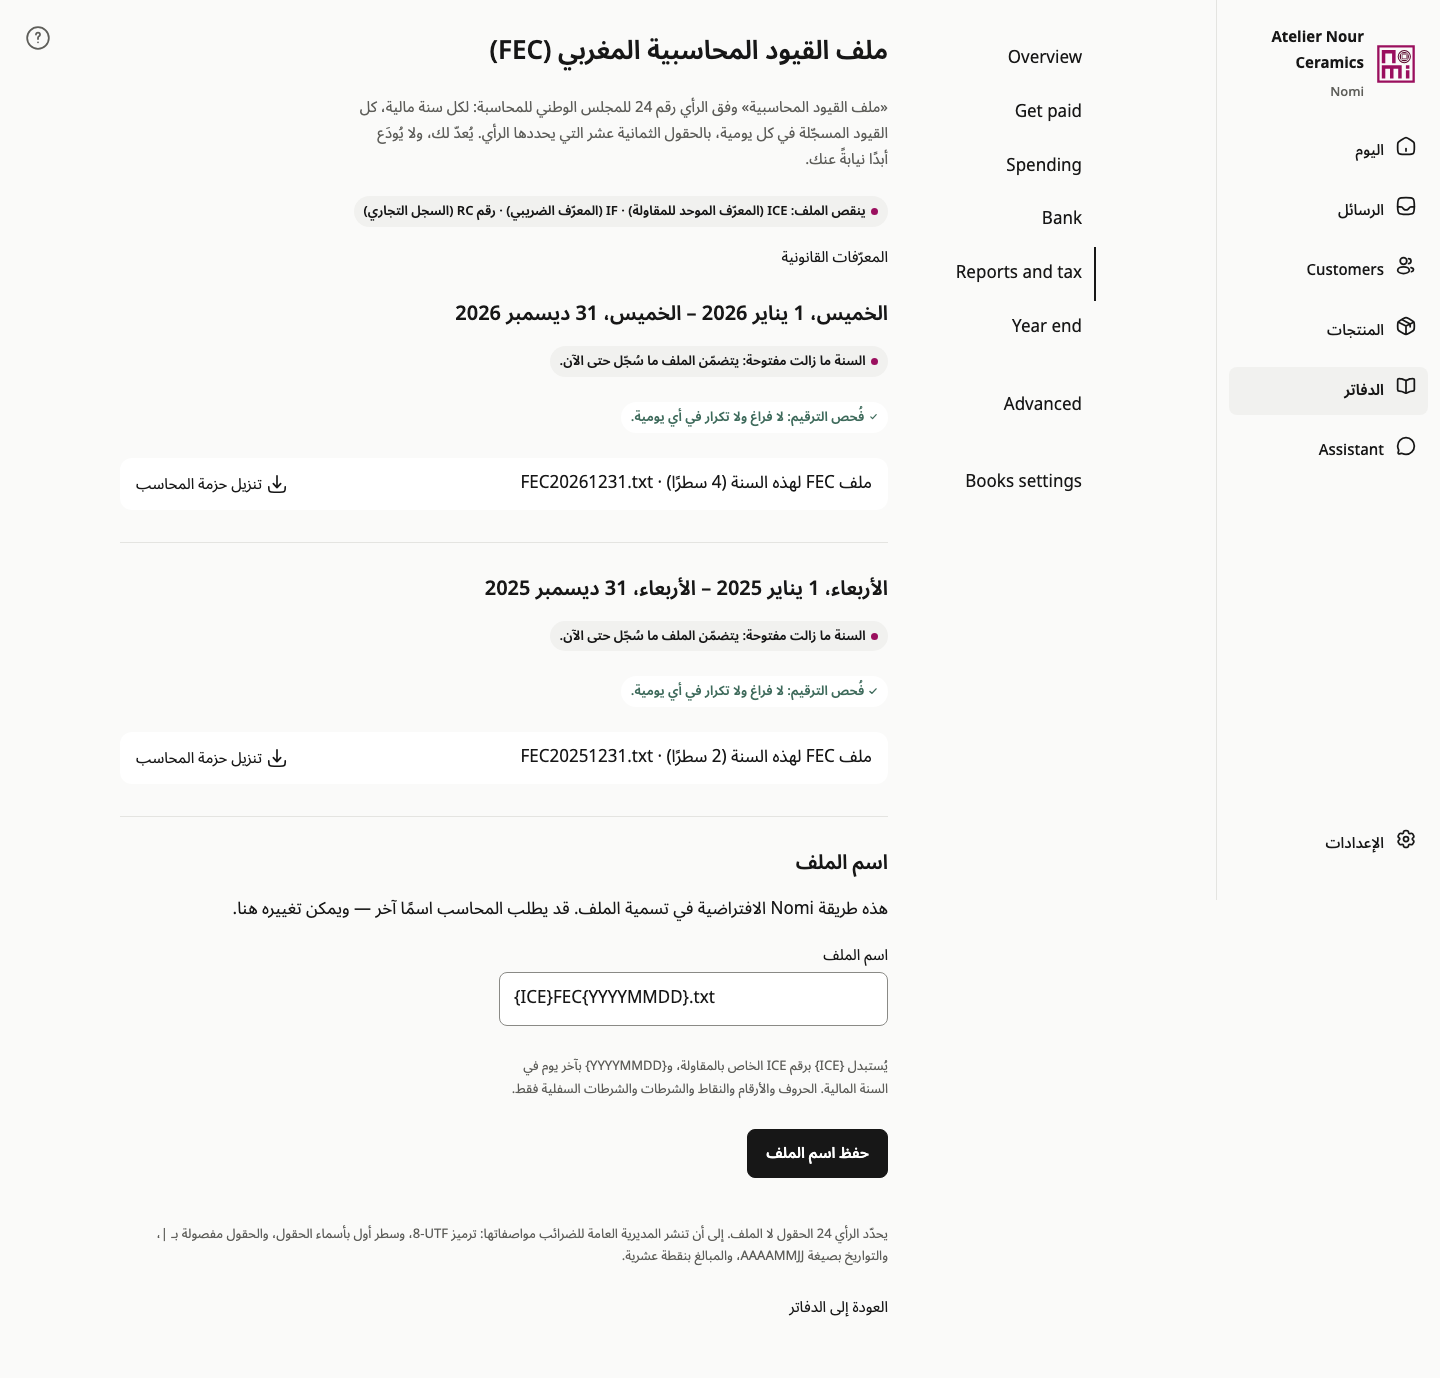 Atelier Nour
Ceramics
Nomi
اليوم
الرسائل
Customers
المنتجات
الدفاتر
Assistant
الإعدادات
Overview
Get paid
Spending
Bank
Reports and tax
Year end
Advanced
Books settings
ملف القيود المحاسبية المغربي (FEC)
«ملف القيود المحاسبية» وفق الرأي رقم 24 للمجلس الوطني للمحاسبة: لكل سنة مالية، كل
القيود المسجّلة في كل يومية، بالحقول الثمانية عشر التي يحددها الرأي. يُعدّ لك، ولا يُودَع
أبدًا نيابةً عنك.
ينقص الملف: ICE (المعرّف الموحد للمقاولة) · IF (المعرّف الضريبي) · رقم RC (السجل التجاري)
المعرّفات القانونية
الخميس، 1 يناير 2026 – الخميس، 31 ديسمبر 2026
السنة ما زالت مفتوحة: يتضمّن الملف ما سُجّل حتى الآن.
فُحص الترقيم: لا فراغ ولا تكرار في أي يومية.
ملف FEC لهذه السنة (4 سطرًا) · FEC20261231.txt
تنزيل حزمة المحاسب
الأربعاء، 1 يناير 2025 – الأربعاء، 31 ديسمبر 2025
السنة ما زالت مفتوحة: يتضمّن الملف ما سُجّل حتى الآن.
فُحص الترقيم: لا فراغ ولا تكرار في أي يومية.
ملف FEC لهذه السنة (2 سطرًا) · FEC20251231.txt
تنزيل حزمة المحاسب
اسم الملف
هذه طريقة Nomi الافتراضية في تسمية الملف. قد يطلب المحاسب اسمًا آخر — ويمكن تغييره هنا.
اسم الملف
{ICE}FEC{YYYYMMDD}.txt
يُستبدل {ICE} برقم ICE الخاص بالمقاولة، و{YYYYMMDD} بآخر يوم في
السنة المالية. الحروف والأرقام والنقاط والشرطات والشرطات السفلية فقط.
حفظ اسم الملف
يحدّد الرأي 24 الحقول لا الملف. إلى أن تنشر المديرية العامة للضرائب مواصفاتها: ترميز UTF-8، وسطر أول بأسماء الحقول، والحقول مفصولة بـ |،
والتواريخ بصيغة AAAAMMJJ، والمبالغ بنقطة عشرية.
العودة إلى الدفاتر